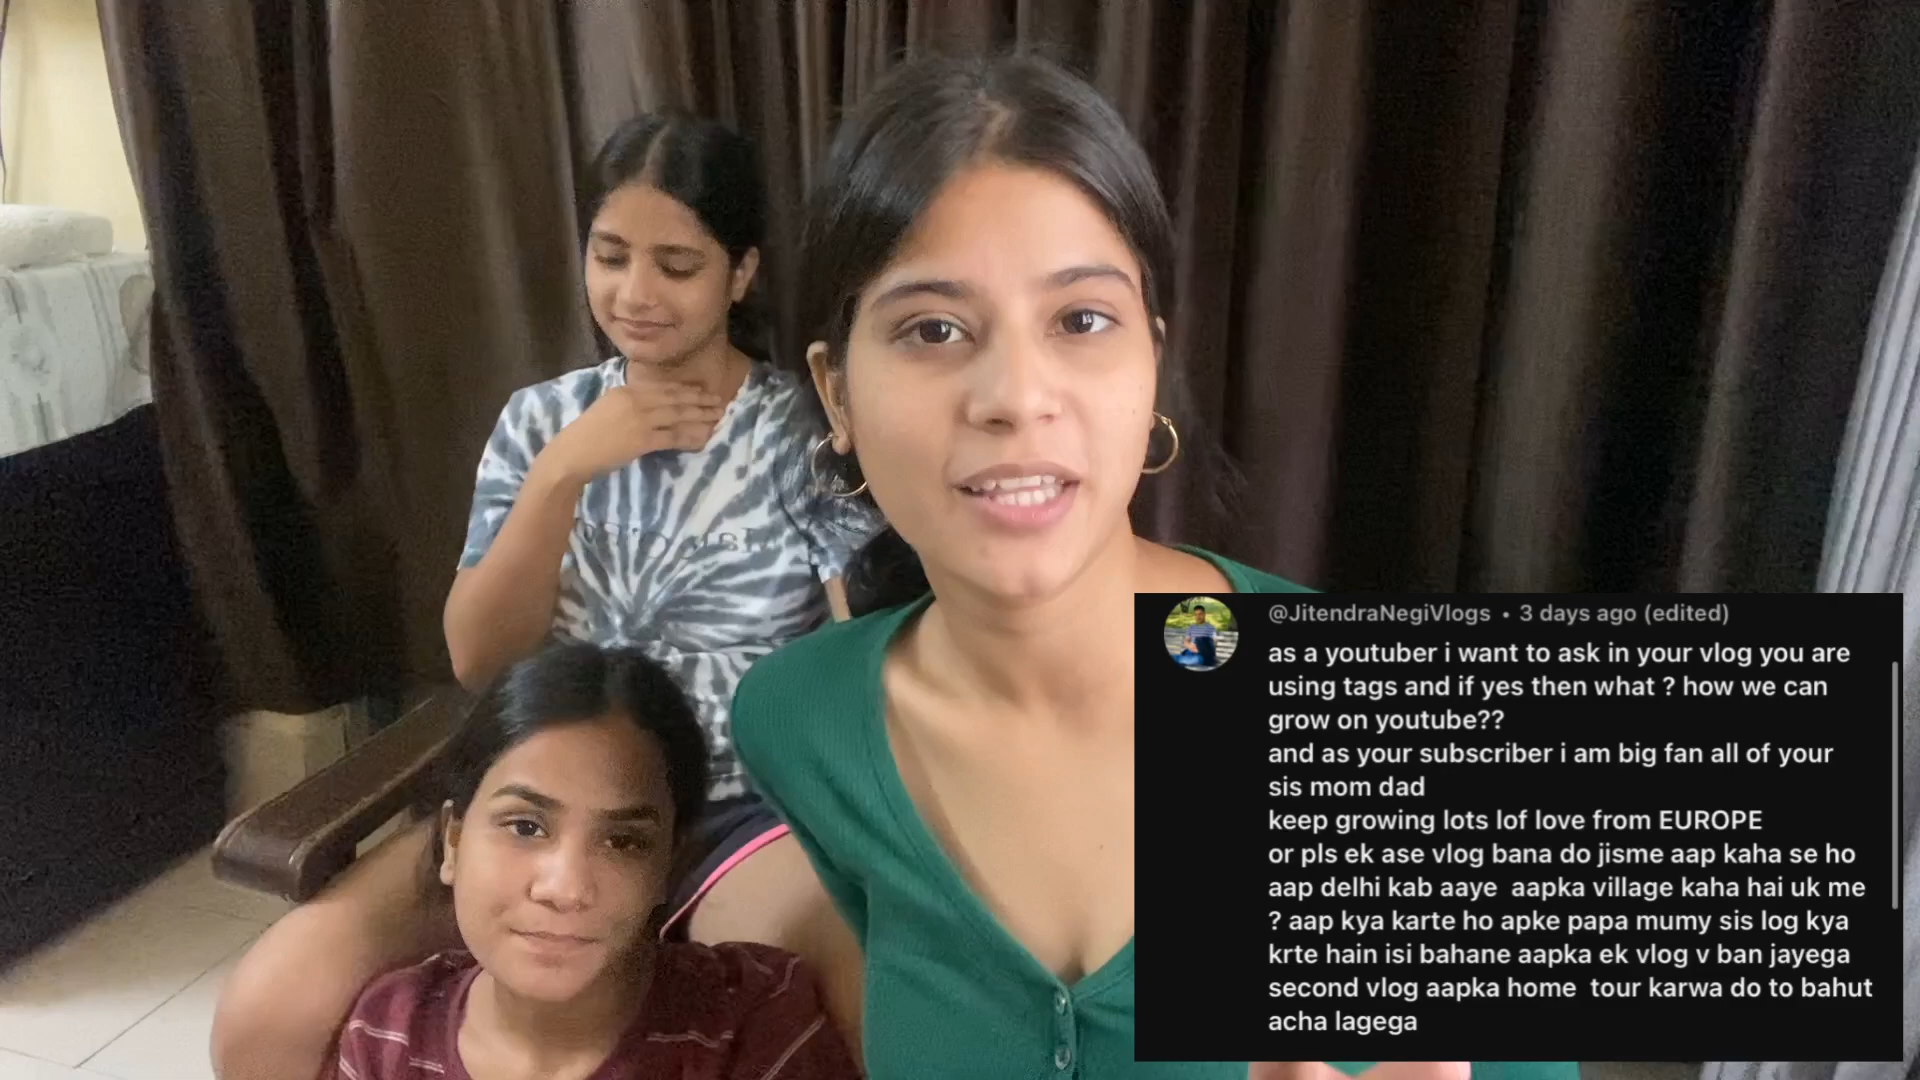 @JitendraNegiVlogs • 3 days ago (edited)
as a youtuber i want to ask in your vlog you are
using tags and if yes then what ? how we can
grow on youtube??
and as your subscriber i am big fan all of your
sis mom dad
keep growing lots lof love from EUROPE
or pls ek ase vlog bana do jisme aap kaha se ho
aap delhi kab aaye  aapka village kaha hai uk me
? aap kya karte ho apke papa mumy sis log kya
krte hain isi bahane aapka ek vlog v ban jayega
second vlog aapka home  tour karwa do to bahut
acha lagega